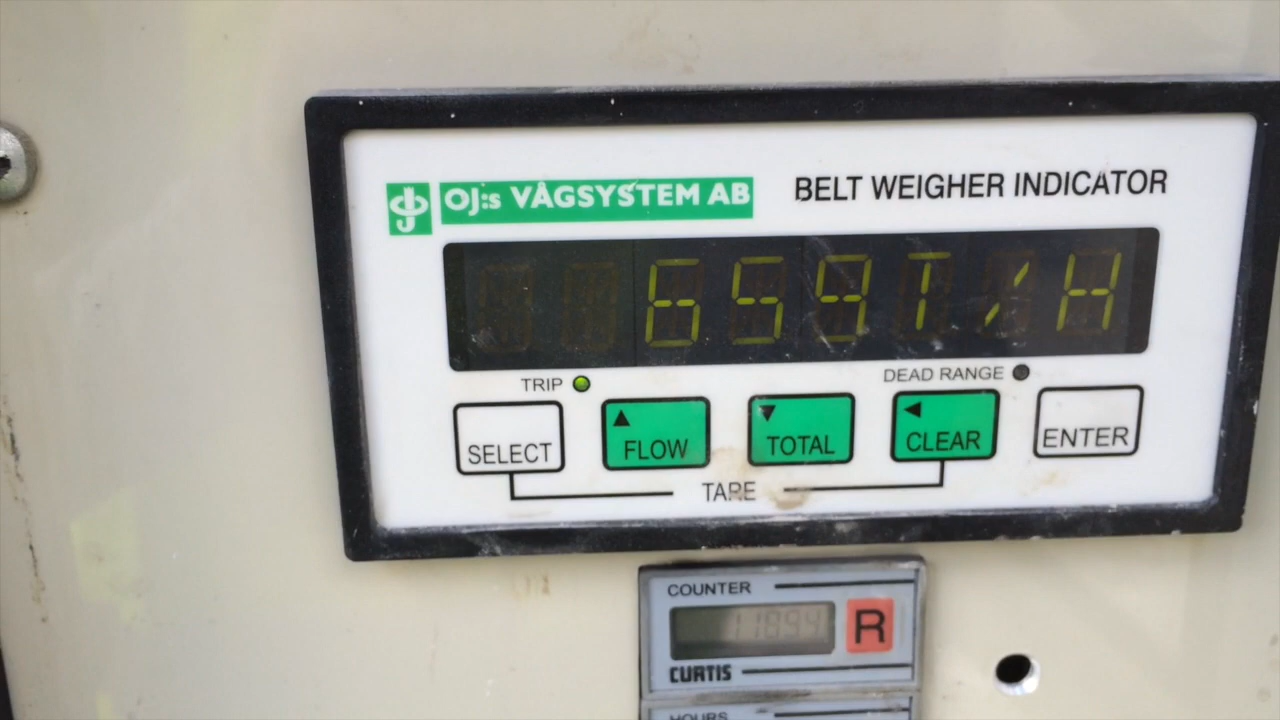 OJ:s VÅGSYSTEM AB
BELT WEIGHER INDICATOR
659T/H
TRIP
DEAD RANGE
SELECT
FLOW
TOTAL
CLEAR
ENTER
TARE
COUNTER
11894
R
CURTIS
HOURS